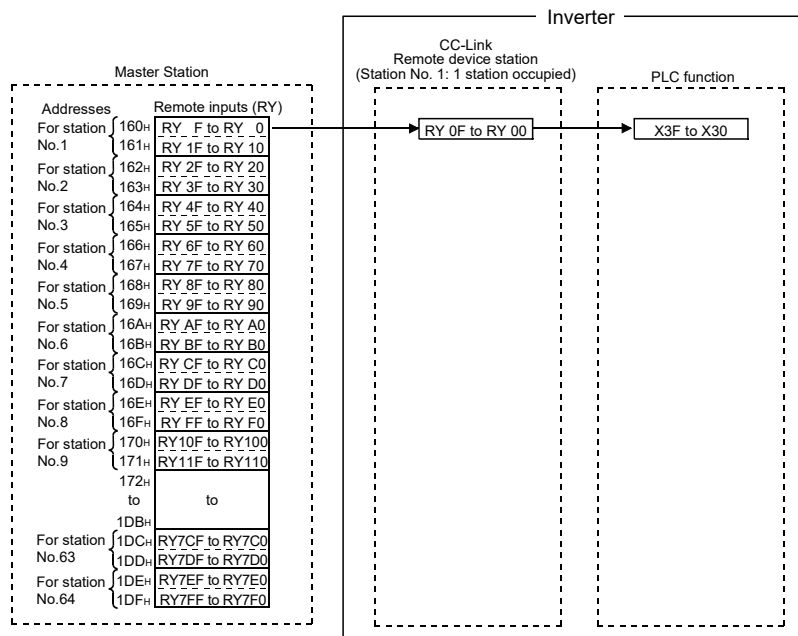 Inverter
CC-Link
Remote device station
(Station No. 1: 1 station occupied)
PLC function
Master Station
Addresses
Remote inputs (RY)
For station No.1
160H RY F to RY 0
161H RY 1F to RY 10
For station No.2
162H RY 2F to RY 20
163H RY 3F to RY 30
For station No.3
164H RY 4F to RY 40
165H RY 5F to RY 50
For station No.4
166H RY 6F to RY 60
167H RY 7F to RY 70
For station No.5
168H RY 8F to RY 80
169H RY 9F to RY 90
For station No.6
16AH RY AF to RY A0
16BH RY BF to RY B0
For station No.7
16CH RY CF to RY C0
16DH RY DF to RY D0
For station No.8
16EH RY EF to RY E0
16FH RY FF to RY F0
For station No.9
170H RY10F to RY100
171H RY11F to RY110
172H
to to
1DBH
For station No.63
1DCH RY7CF to RY7C0
1DDH RY7DF to RY7D0
For station No.64
1DEH RY7EF to RY7E0
1DFH RY7FF to RY7F0
RY 0F to RY 00
X3F to X30